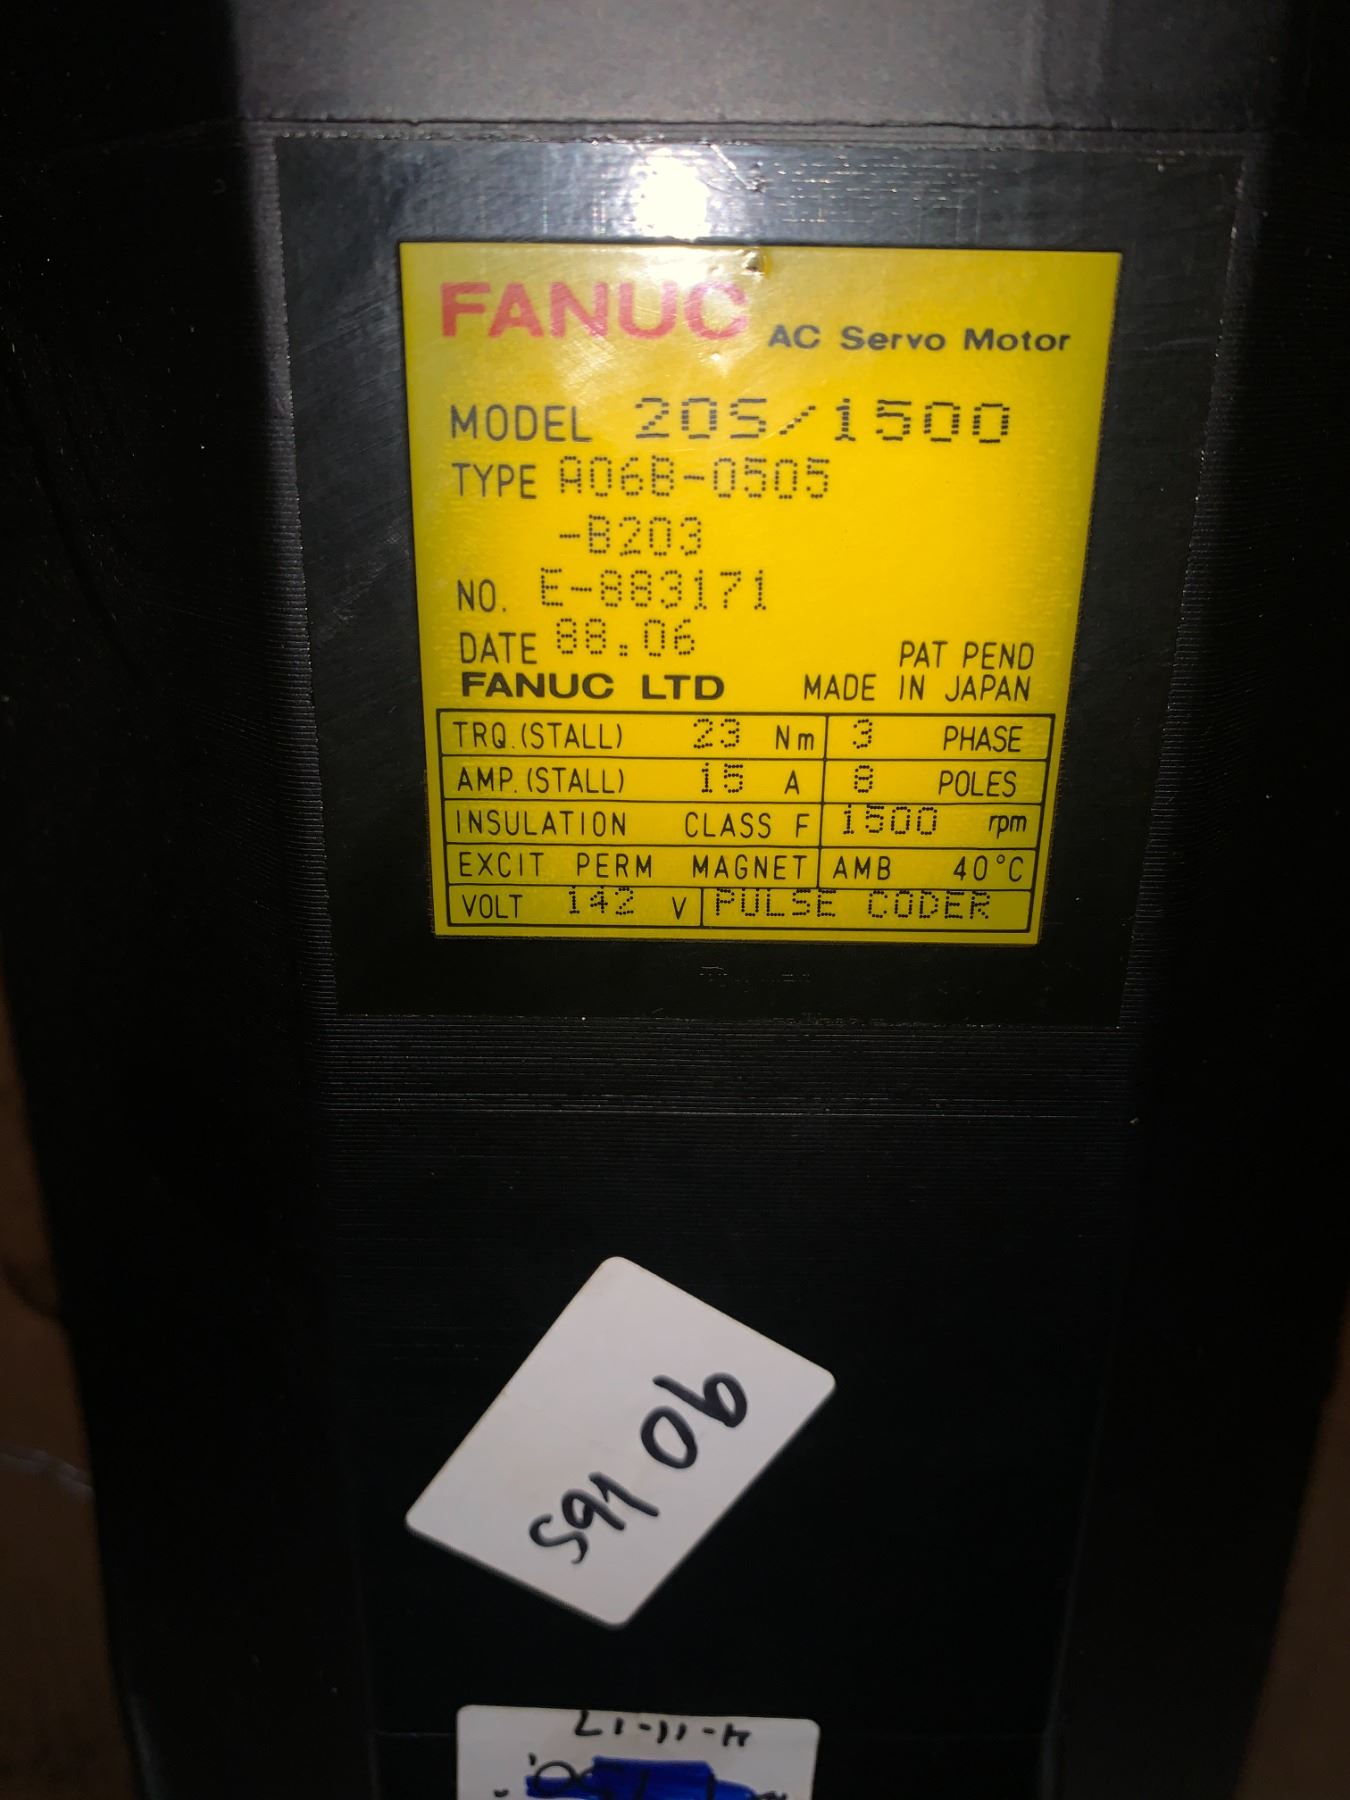 FANUC AC Servo Motor
MODEL 20S/1500
TYPE A06B-0505
-B203
NO. E-883171
DATE 88.06
PAT PEND
FANUC LTD MADE IN JAPAN
TRQ.(STALL) 23 Nm 3 PHASE
AMP.(STALL) 15 A 8 POLES
INSULATION CLASS F 1500 rpm
EXCIT PERM MAGNET AMB 40°C
VOLT 142 V PULSE CODER